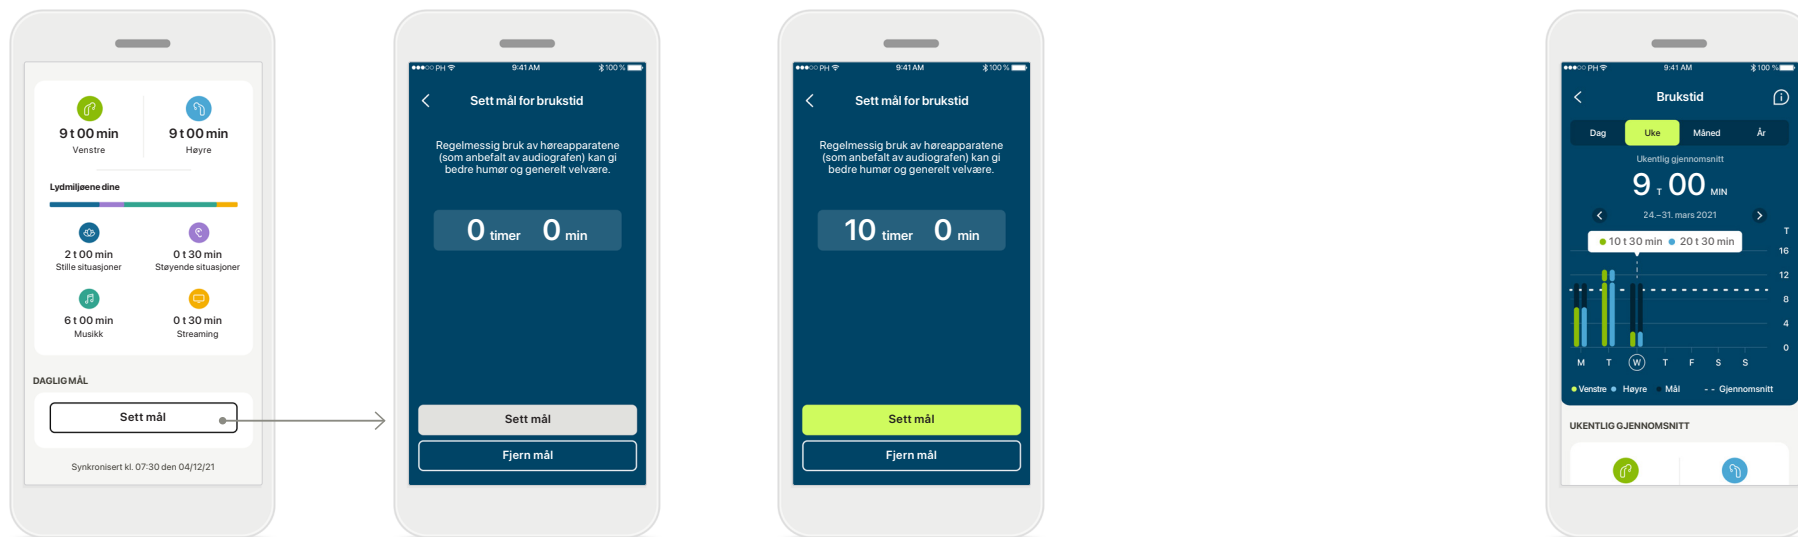 9 t 00 min
Venstre
9 t 00 min
Høyre
Lydmiljøene dine
2 t 00 min
Stille situasjoner
0 t 30 min
Støyende situasjoner
6 t 00 min
Musikk
0 t 30 min
Streaming
DAGLIG MÅL
Sett mål
Synkronisert kl. 07:30 den 04/12/21
PH 9:41 AM 100 %
Sett mål for brukstid
Regelmessig bruk av høreapparatene
(som anbefalt av audiografen) kan gi
bedre humør og generelt velvære.
0 timer 0 min
Sett mål
Fjern mål
PH 9:41 AM 100 %
Sett mål for brukstid
Regelmessig bruk av høreapparatene
(som anbefalt av audiografen) kan gi
bedre humør og generelt velvære.
10 timer 0 min
Sett mål
Fjern mål
PH 9:41 AM 100 %
Brukstid
Dag Uke Måned År
Ukentlig gjennomsnitt
9 T 00 MIN
24.–31. mars 2021
T
10 t 30 min 20 t 30 min
16
12
8
4
0
M T W T F S S
Venstre Høyre Mål - - Gjennomsnitt
UKENTLIG GJENNOMSNITT